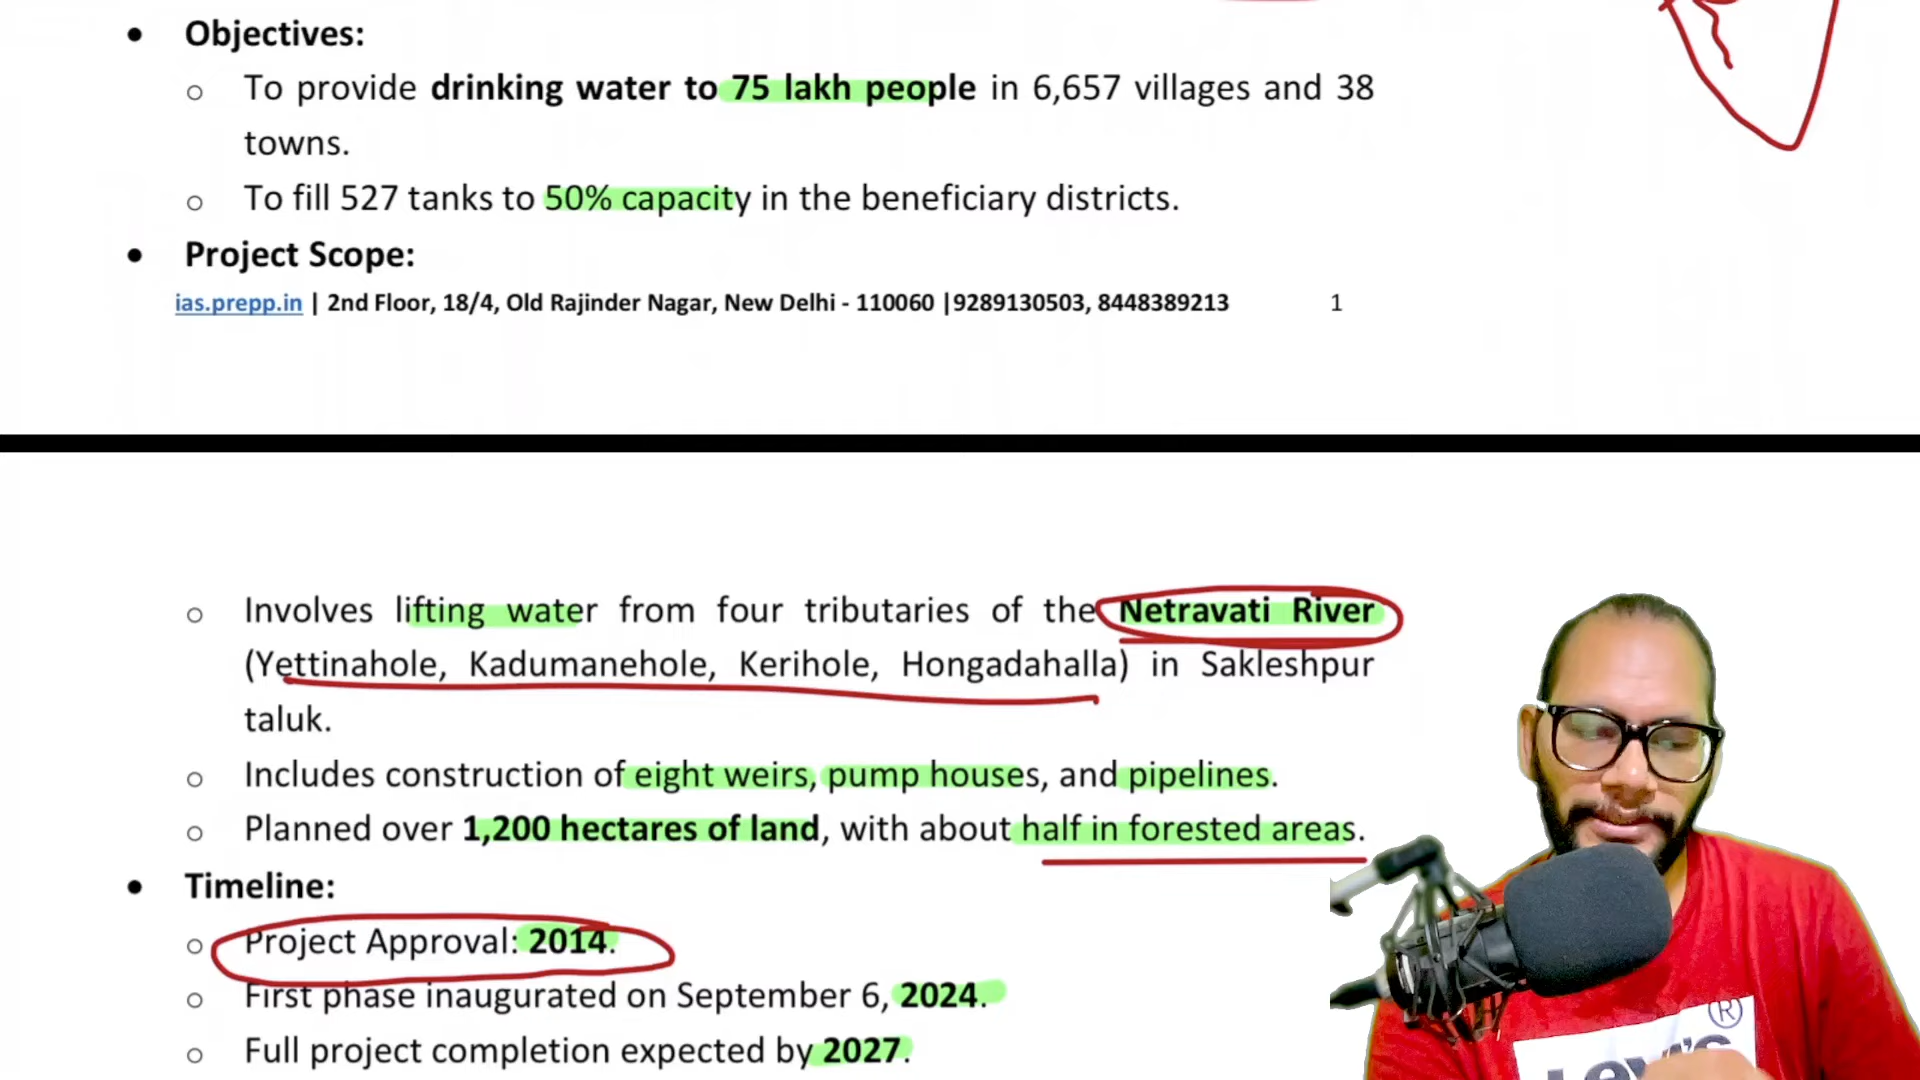 • Objectives:
o To provide drinking water to 75 lakh people in 6,657 villages and 38
towns.
o To fill 527 tanks to 50% capacity in the beneficiary districts.
• Project Scope:
ias.prepp.in | 2nd Floor, 18/4, Old Rajinder Nagar, New Delhi - 110060 |9289130503, 8448389213 1
o Involves lifting water from four tributaries of the Netravati River
(Yettinahole, Kadumanehole, Kerihole, Hongadahalla) in Sakleshpur
taluk.
o Includes construction of eight weirs, pump houses, and pipelines.
o Planned over 1,200 hectares of land, with about half in forested areas.
• Timeline:
o Project Approval: 2014.
o First phase inaugurated on September 6, 2024.
o Full project completion expected by 2027.
®
Levi's